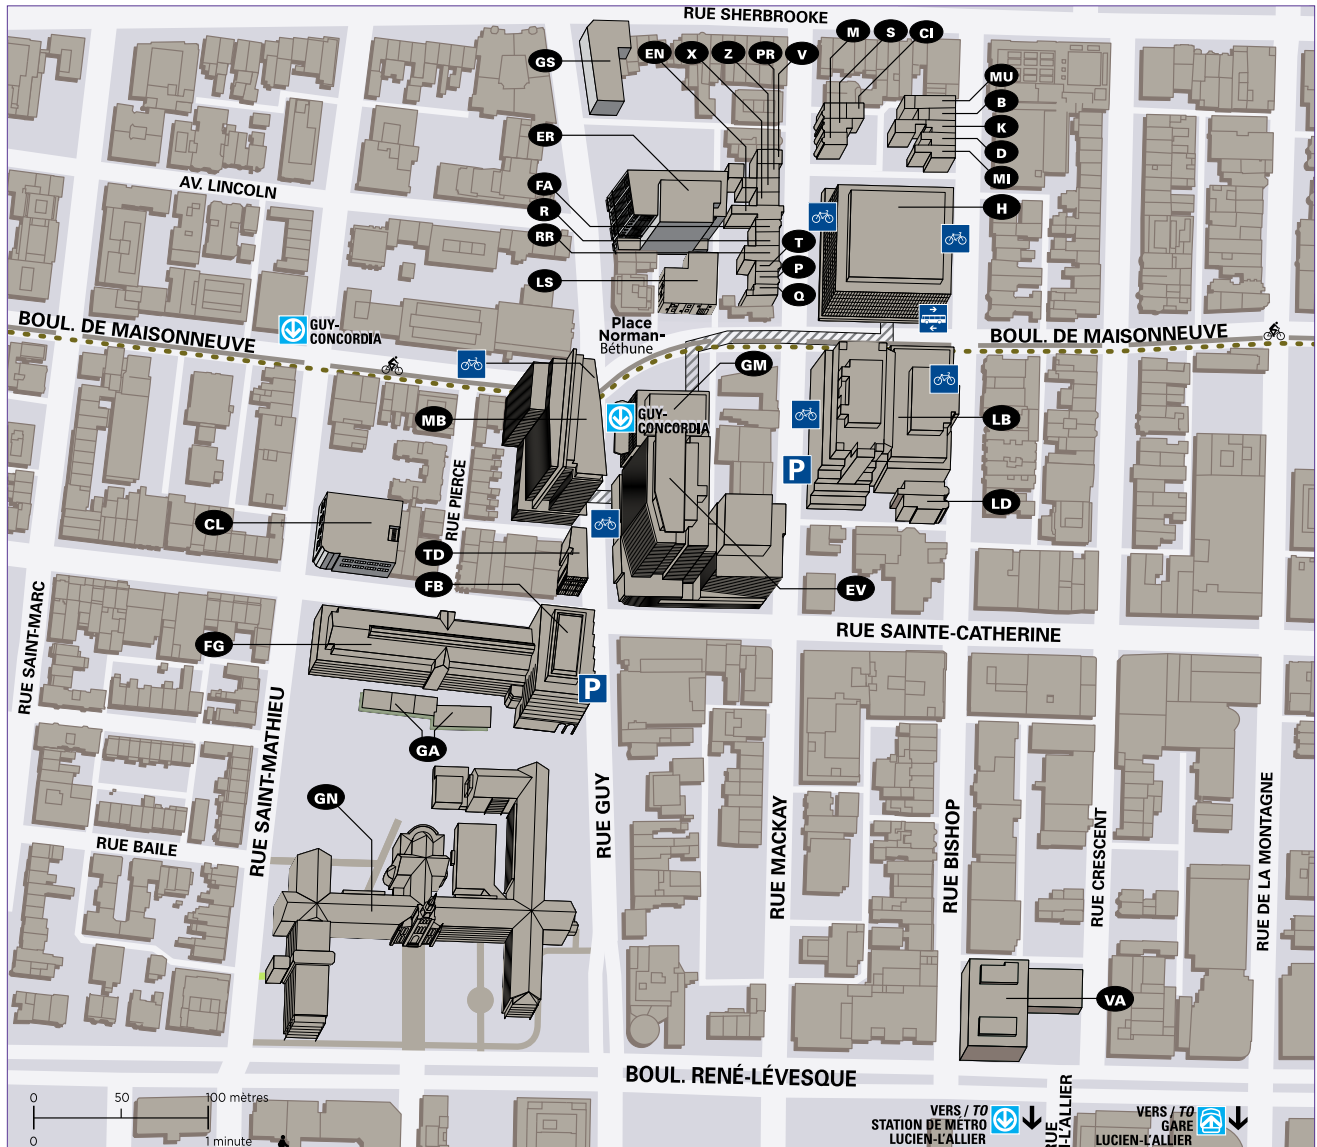 RUE SHERBROOKE
GS
EN
X
Z
PR
V
M
S
CI
MU
B
K
D
MI
ER
FA
R
RR
LS
H
T
P
Q
AV. LINCOLN
BOUL. DE MAISONNEUVE
GUY-
CONCORDIA
Place
Norman-
Béthune
BOUL. DE MAISONNEUVE
GM
MB
GUY-
CONCORDIA
LB
P
LD
RUE PIERCE
CL
TD
FB
EV
RUE SAINTE-CATHERINE
RUE SAINT-MARC
FG
P
GA
RUE SAINT-MATHIEU
GN
RUE GUY
RUE MACKAY
RUE BISHOP
RUE CRESCENT
RUE DE LA MONTAGNE
RUE BAILE
VA
BOUL. RENÉ-LÉVESQUE
0 50 100 mètres
0 1 minute
VERS / TO
STATION DE MÉTRO
LUCIEN-L'ALLIER
RUE
N-L'ALLIER
VERS / TO
GARE
LUCIEN-L'ALLIER